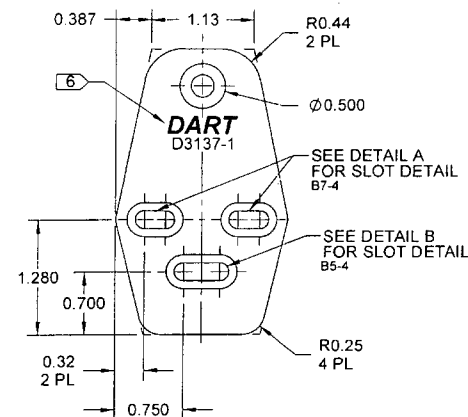 0.387
1.13
R0.44
2 PL
6
Ø0.500
DART
D3137-1
SEE DETAIL A
FOR SLOT DETAIL
B7-4
SEE DETAIL B
FOR SLOT DETAIL
B5-4
1.280
0.700
0.32
2 PL
R0.25
4 PL
0.750